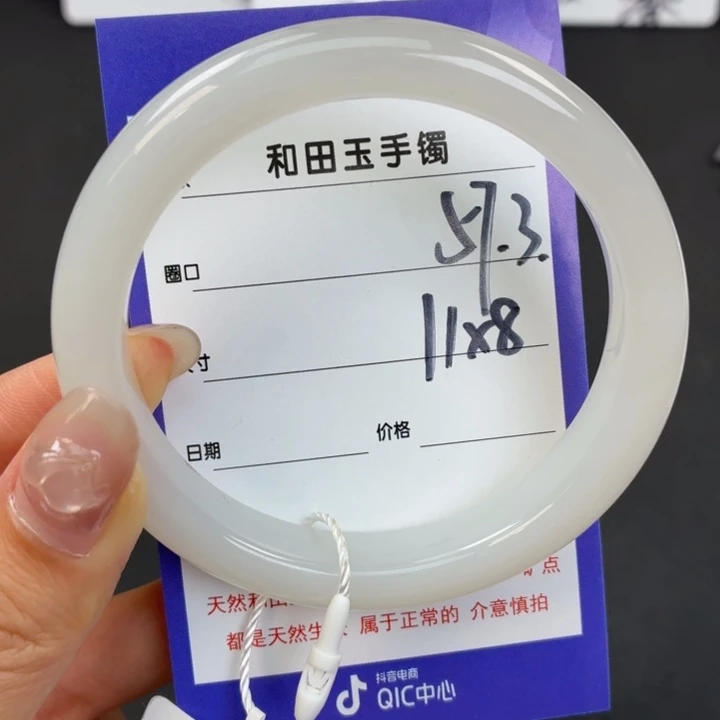 和田玉手镯
57.3.
圈口
11x8
寸
日期 价格
点
天然和田
都是天然生 属于正常的 介意慎拍
抖音电商
QIC中心